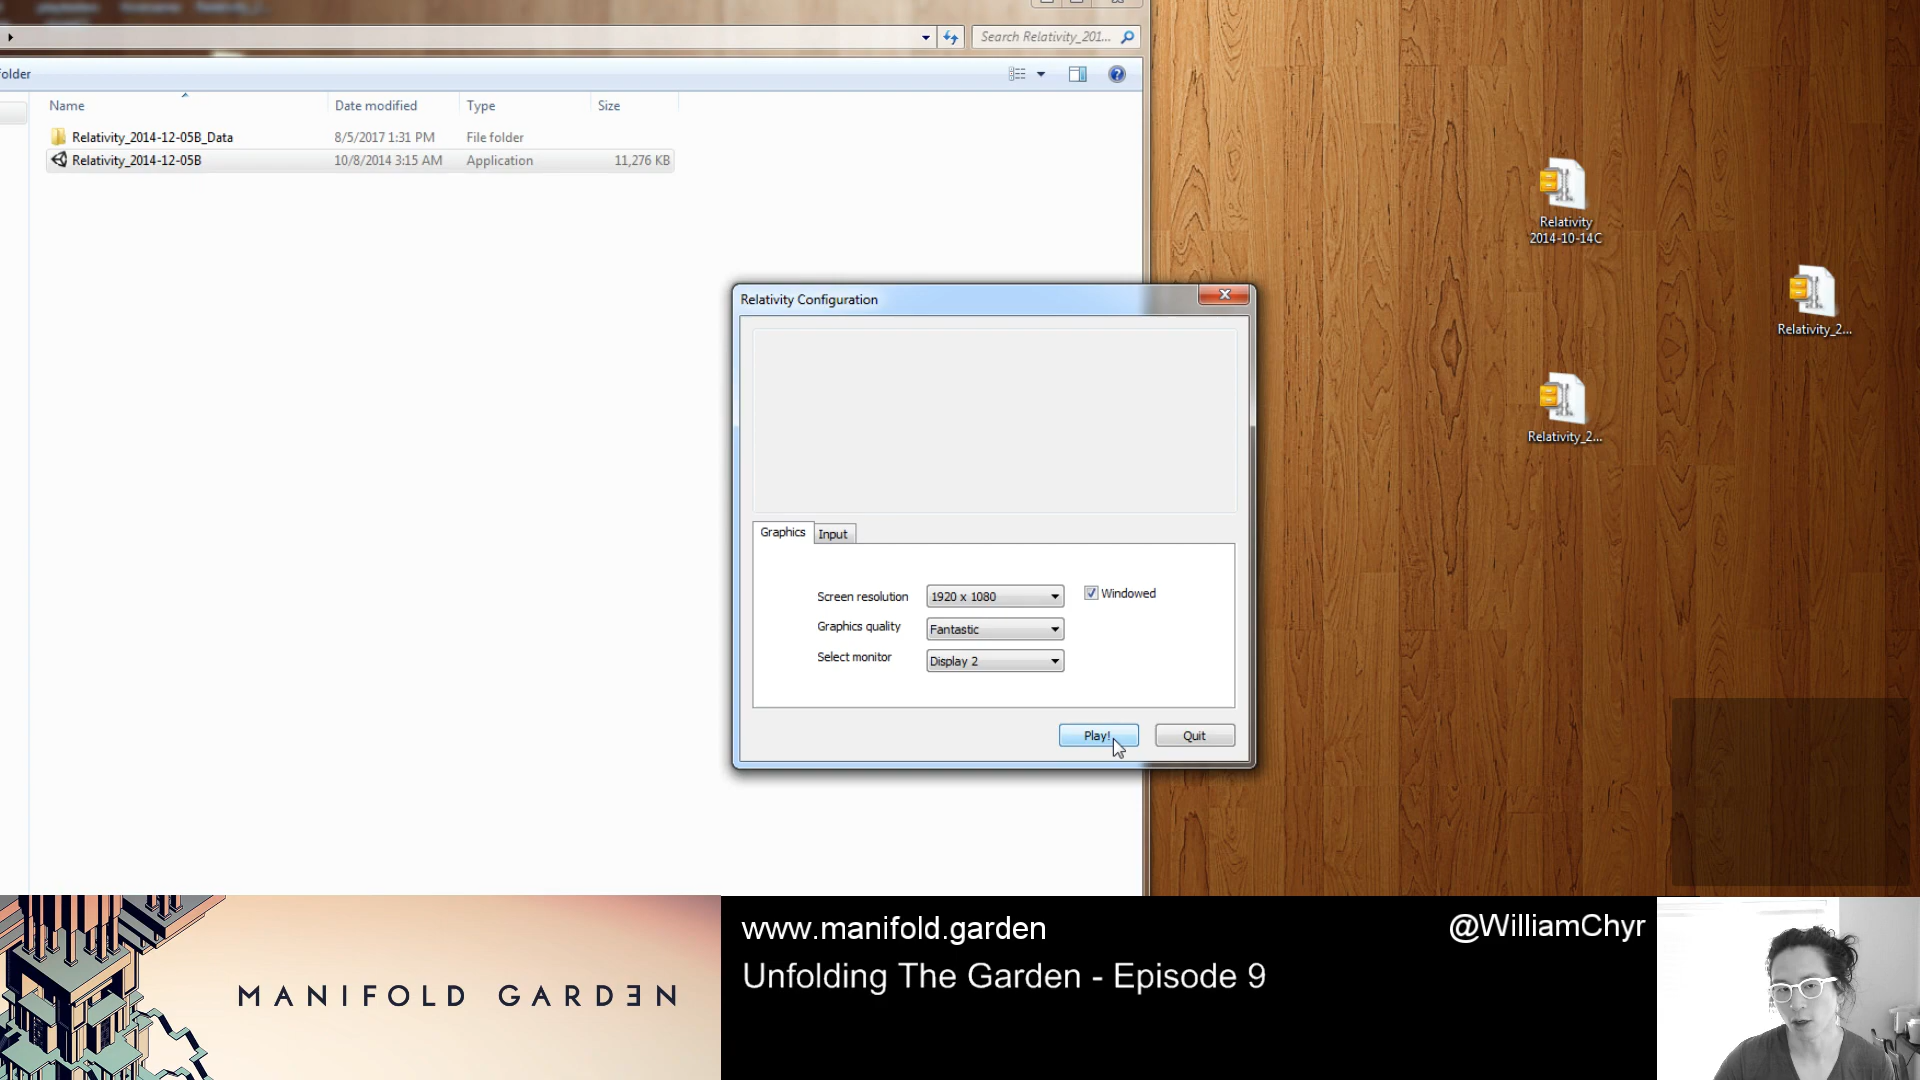 Search Relativity_201...
older
Name
Date modified
Type
Size
Relativity_2014-12-05B_Data
8/5/2017 1:31 PM
File folder
Relativity_2014-12-05B
10/8/2014 3:15 AM
Application
11,276 KB
Relativity
2014-10-14C
Relativity_2...
Relativity_2...
Relativity Configuration
Graphics
Input
Screen resolution
1920 x 1080
Windowed
Graphics quality
Fantastic
Select monitor
Display 2
Play!
Quit
MANIFOLD GARDEN
www.manifold.garden
@WilliamChyr
Unfolding The Garden - Episode 9